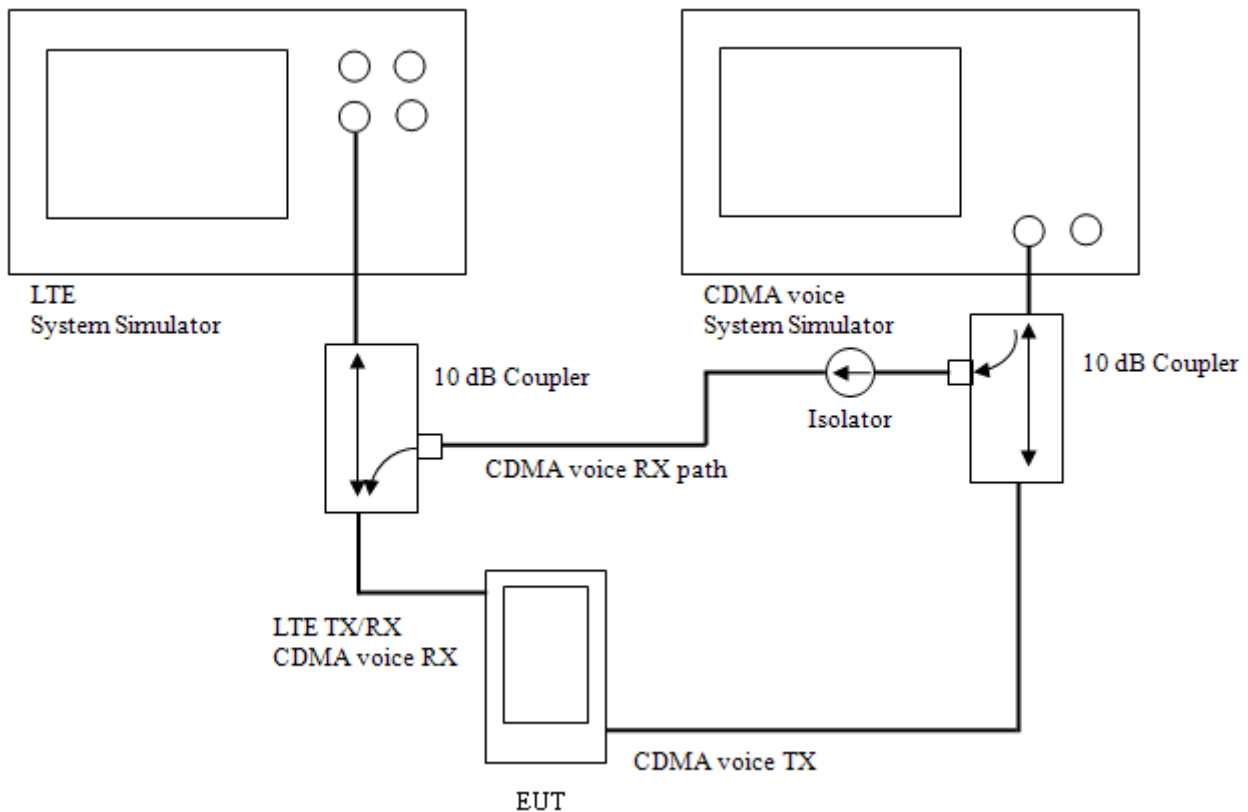 LTE
System Simulator
CDMA voice
System Simulator
10 dB Coupler
10 dB Coupler
Isolator
CDMA voice RX path
LTE TX/RX
CDMA voice RX
CDMA voice TX
EUT